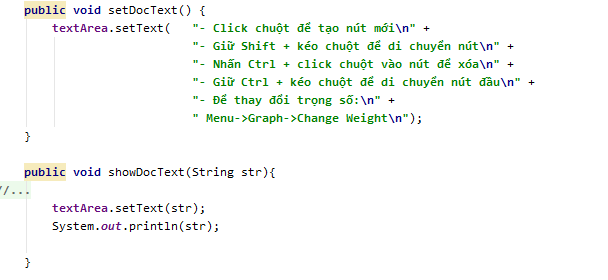 public void setDocText() {
textArea.setText( "- Click chuột để tạo nút mới\n" +
"- Giữ Shift + kéo chuột để di chuyển nút\n" +
"- Nhấn Ctrl + click chuột vào nút để xóa\n" +
"- Giữ Ctrl + kéo chuột để di chuyển nút đầu\n" +
"- Để thay đổi trọng số:\n" +
" Menu->Graph->Change Weight\n");
}
public void showDocText(String str){
//...
textArea.setText(str);
System.out.println(str);
}